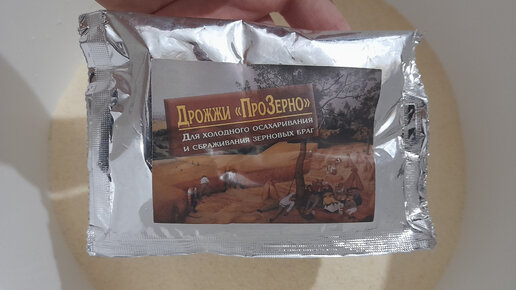 Дрожжи «ПроЗерно»
Для холодного осахаривания
и сбраживания зерновых браг